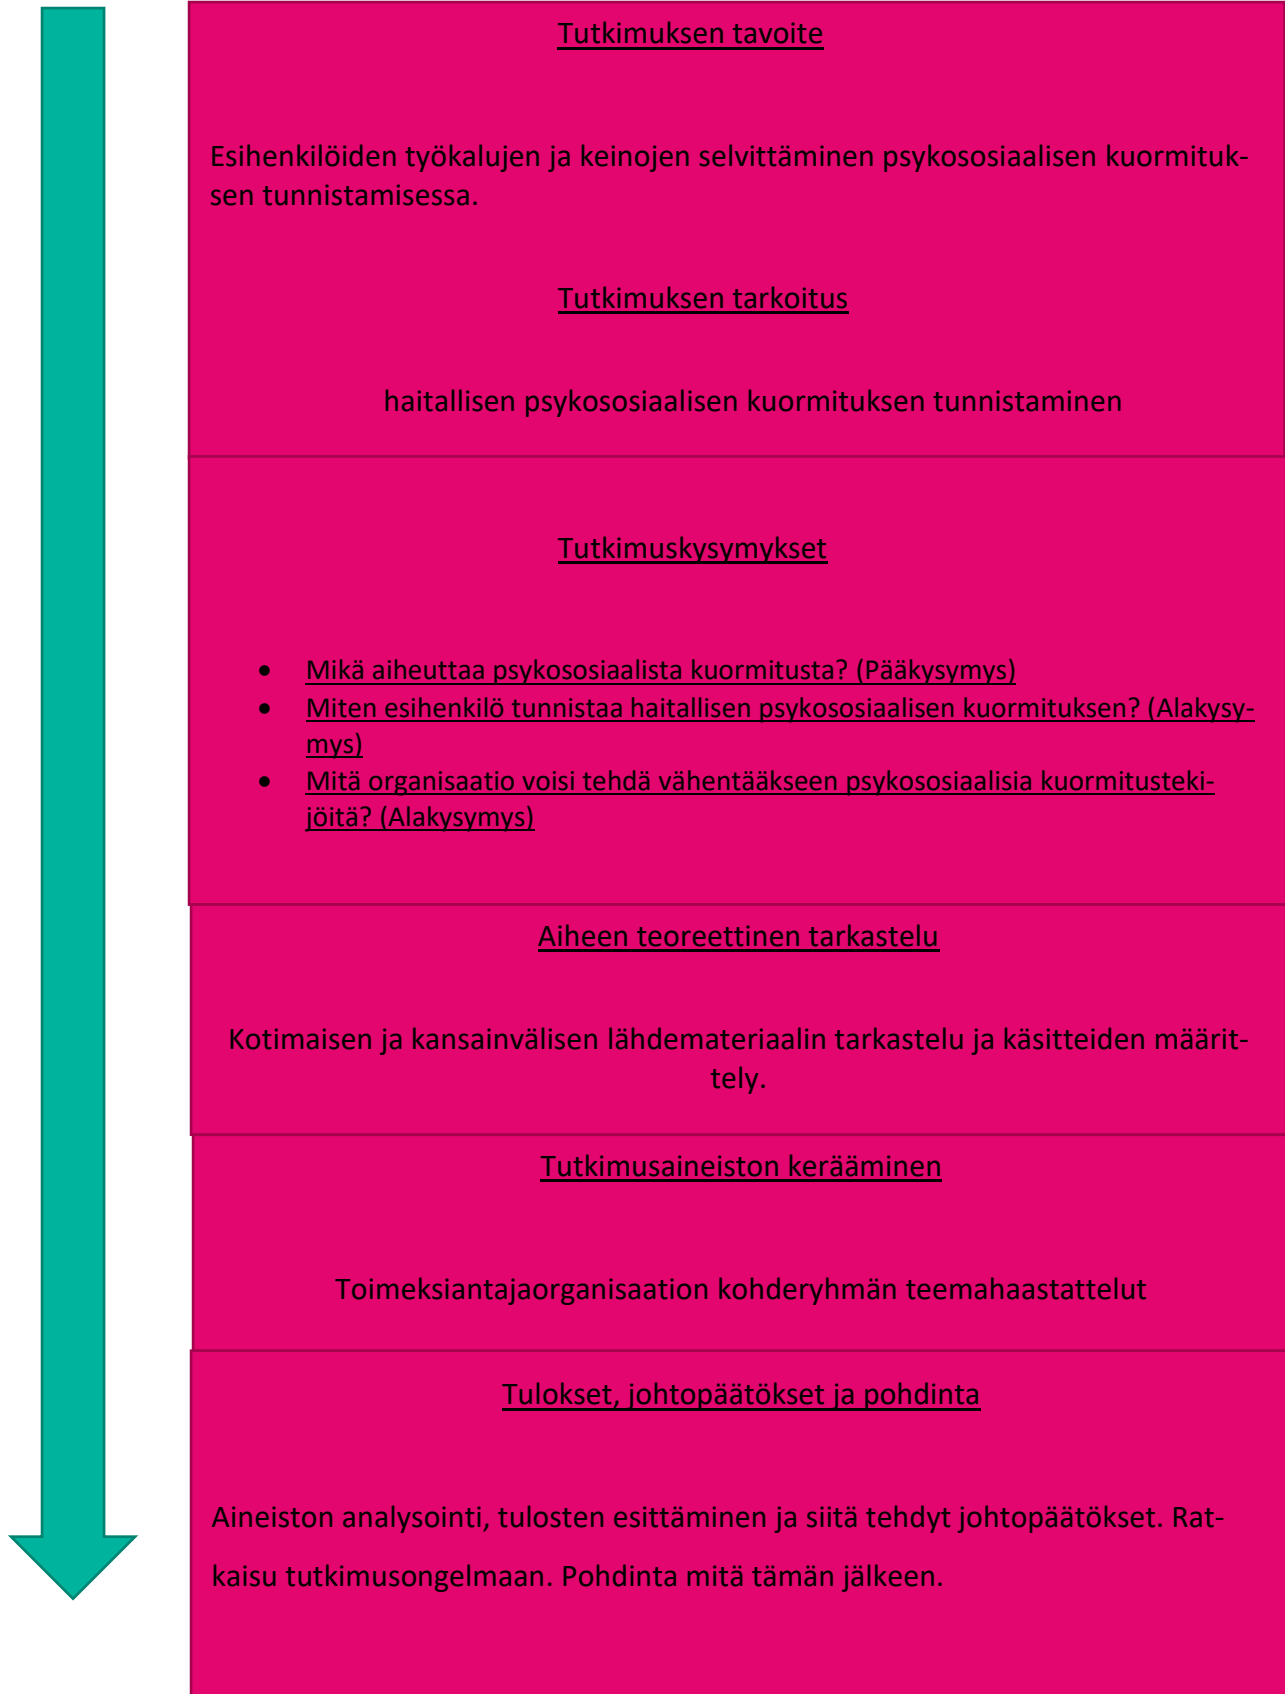 Tutkimuksen tavoite
Esihenkilöiden työkalujen ja keinojen selvittäminen psykososiaalisen kuormituk-
sen tunnistamisessa.
Tutkimuksen tarkoitus
haitallisen psykososiaalisen kuormituksen tunnistaminen
Tutkimuskysymykset
• Mikä aiheuttaa psykososiaalista kuormitusta? (Pääkysymys)
• Miten esihenkilö tunnistaa haitallisen psykososiaalisen kuormituksen? (Alakysy-
mys)
• Mitä organisaatio voisi tehdä vähentääkseen psykososiaalisia kuormitusteki-
jöitä? (Alakysymys)
Aiheen teoreettinen tarkastelu
Kotimaisen ja kansainvälisen lähdemateriaalin tarkastelu ja käsitteiden määrit-
tely.
Tutkimusaineiston kerääminen
Toimeksiantajaorganisaation kohderyhmän teemahaastattelut
Tulokset, johtopäätökset ja pohdinta
Aineiston analysointi, tulosten esittäminen ja siitä tehdyt johtopäätökset. Rat-
kaisu tutkimusongelmaan. Pohdinta mitä tämän jälkeen.